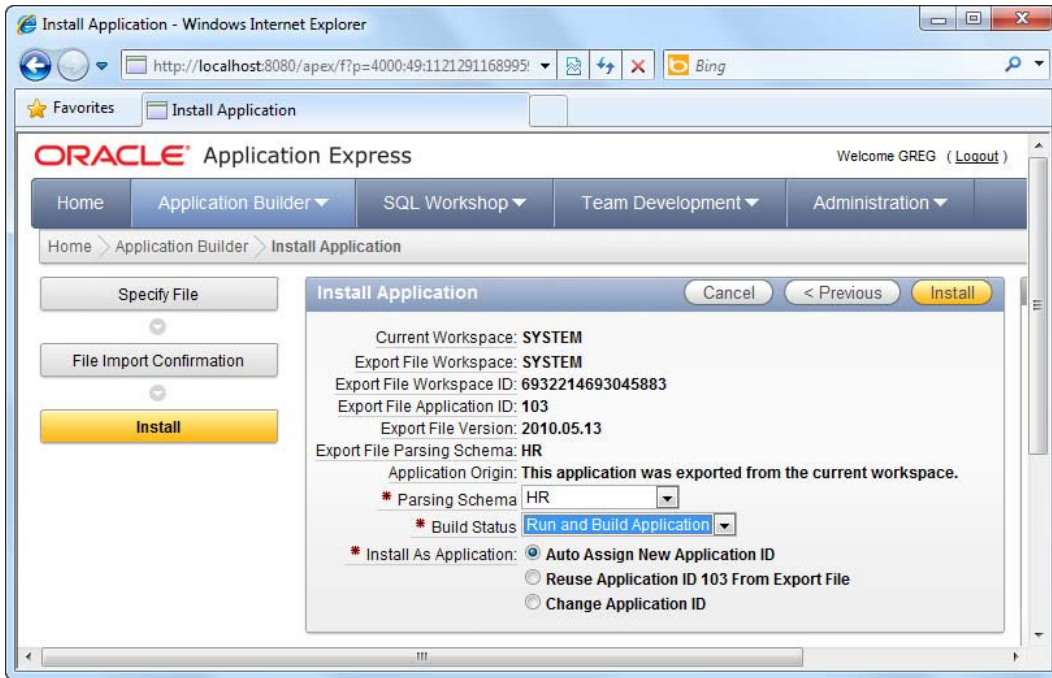 Install Application - Windows Internet Explorer
http://localhost:8080/apex/f?p=4000:49:1121291168995
Bing
Favorites
Install Application
ORACLE Application Express
Welcome GREG ( Logout )
Home
Application Builder
SQL Workshop
Team Development
Administration
Home
Application Builder
Install Application
Specify File
File Import Confirmation
Install
Install Application
Cancel
< Previous
Install
Current Workspace: SYSTEM
Export File Workspace: SYSTEM
Export File Workspace ID: 6932214693045883
Export File Application ID: 103
Export File Version: 2010.05.13
Export File Parsing Schema: HR
Application Origin: This application was exported from the current workspace.
* Parsing Schema HR
* Build Status Run and Build Application
* Install As Application: Auto Assign New Application ID
Reuse Application ID 103 From Export File
Change Application ID